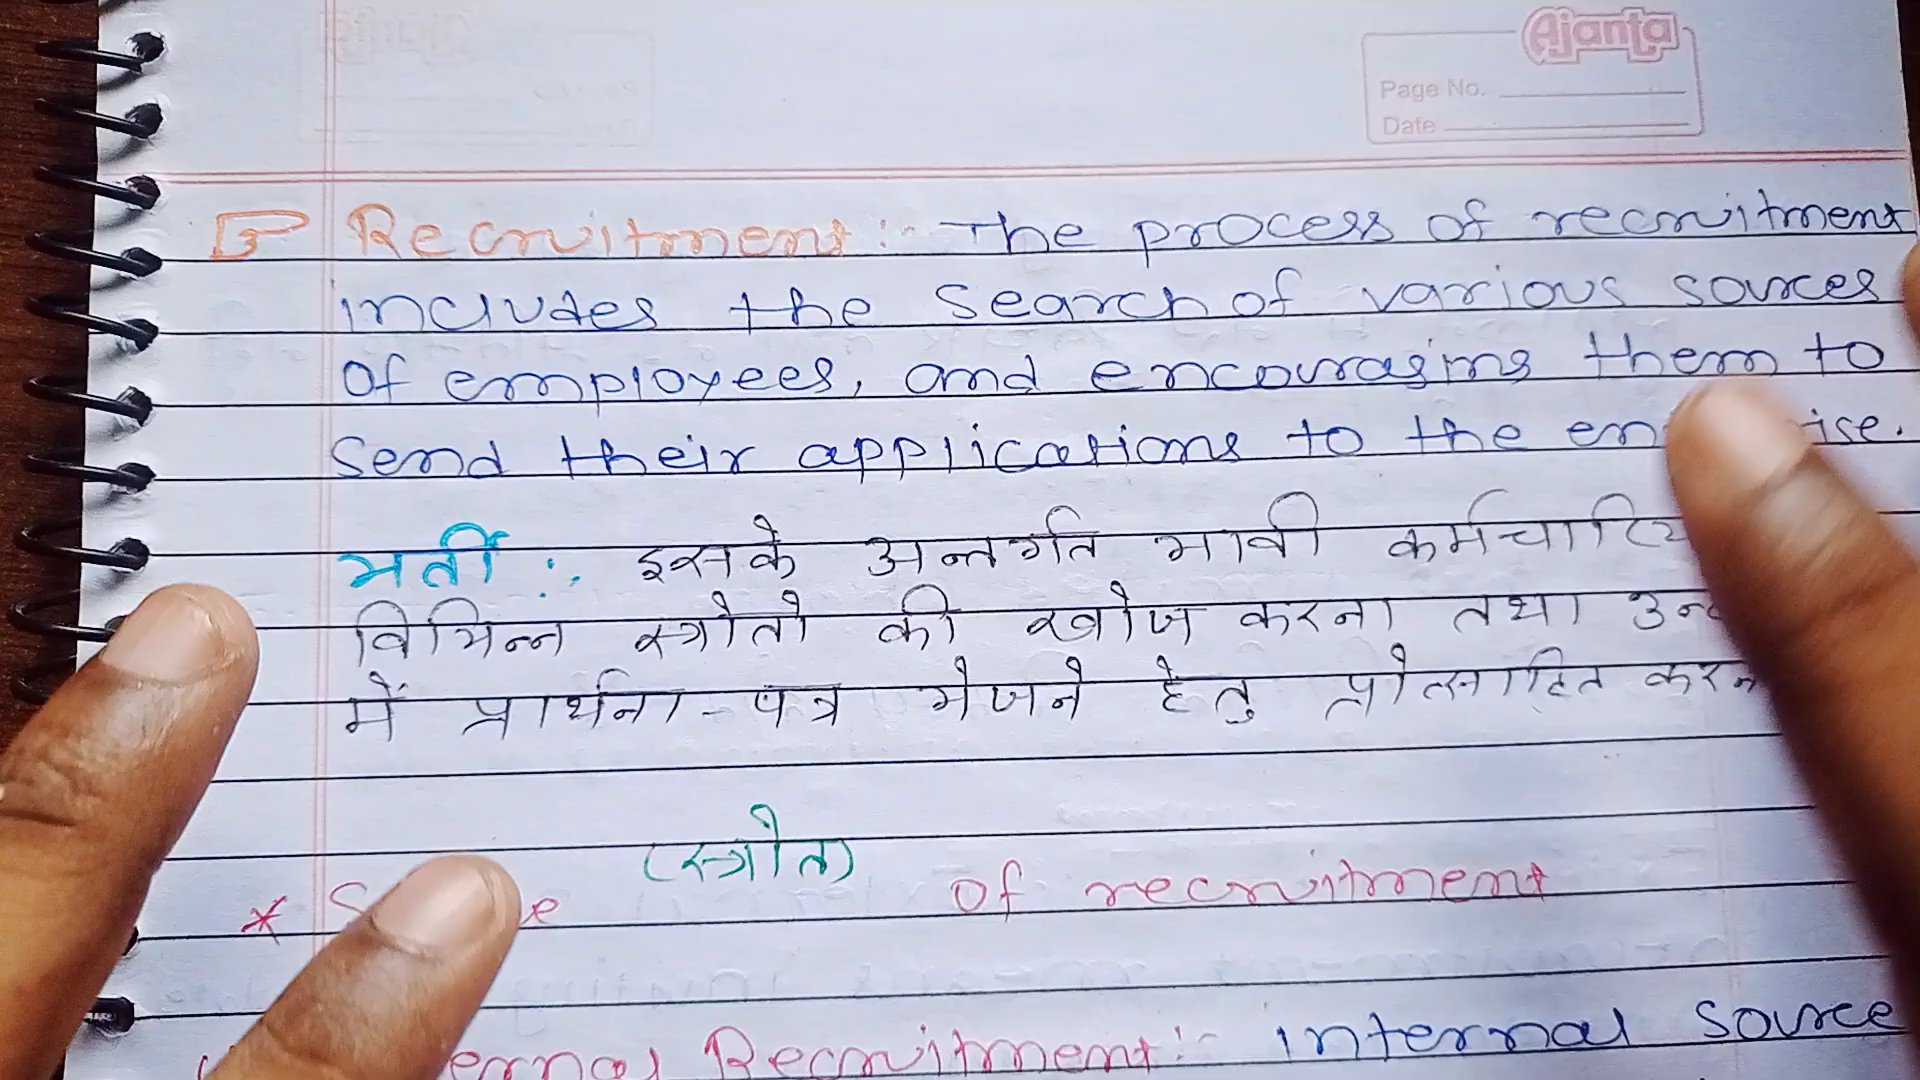 Ajanta
Page No.
Date
Recruitment :- The process of recruitment
includes the search of various sources
of employees, and encouraging them to
send their applications to the
भर्ती :. इसके अन्तर्गत भावी
विभिन्न स्त्रोतो की खोज करना तथा
में प्रार्थना-पत्र भेजने हेतु प्रोत्साहित
(स्त्रोत)
* of recruitment
Recruitment :- internal source